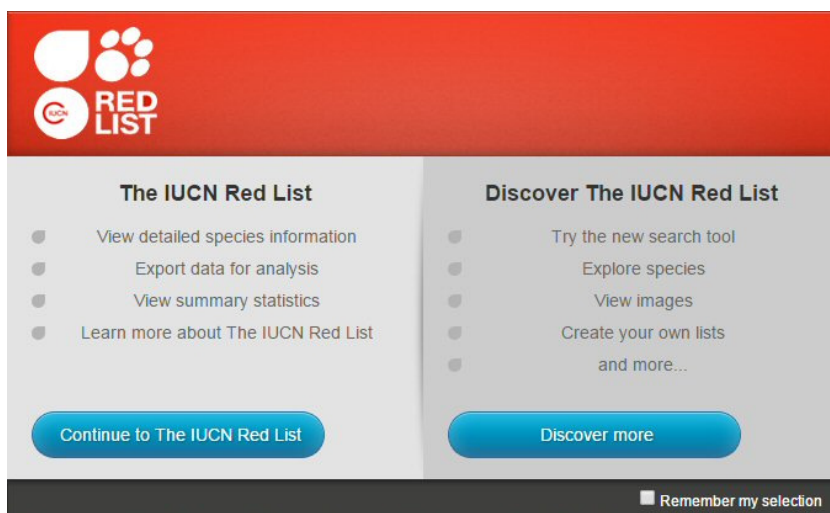 IUCN
RED
LIST
The IUCN Red List
View detailed species information
Export data for analysis
View summary statistics
Learn more about The IUCN Red List
Continue to The IUCN Red List
Discover The IUCN Red List
Try the new search tool
Explore species
View images
Create your own lists
and more...
Discover more
Remember my selection